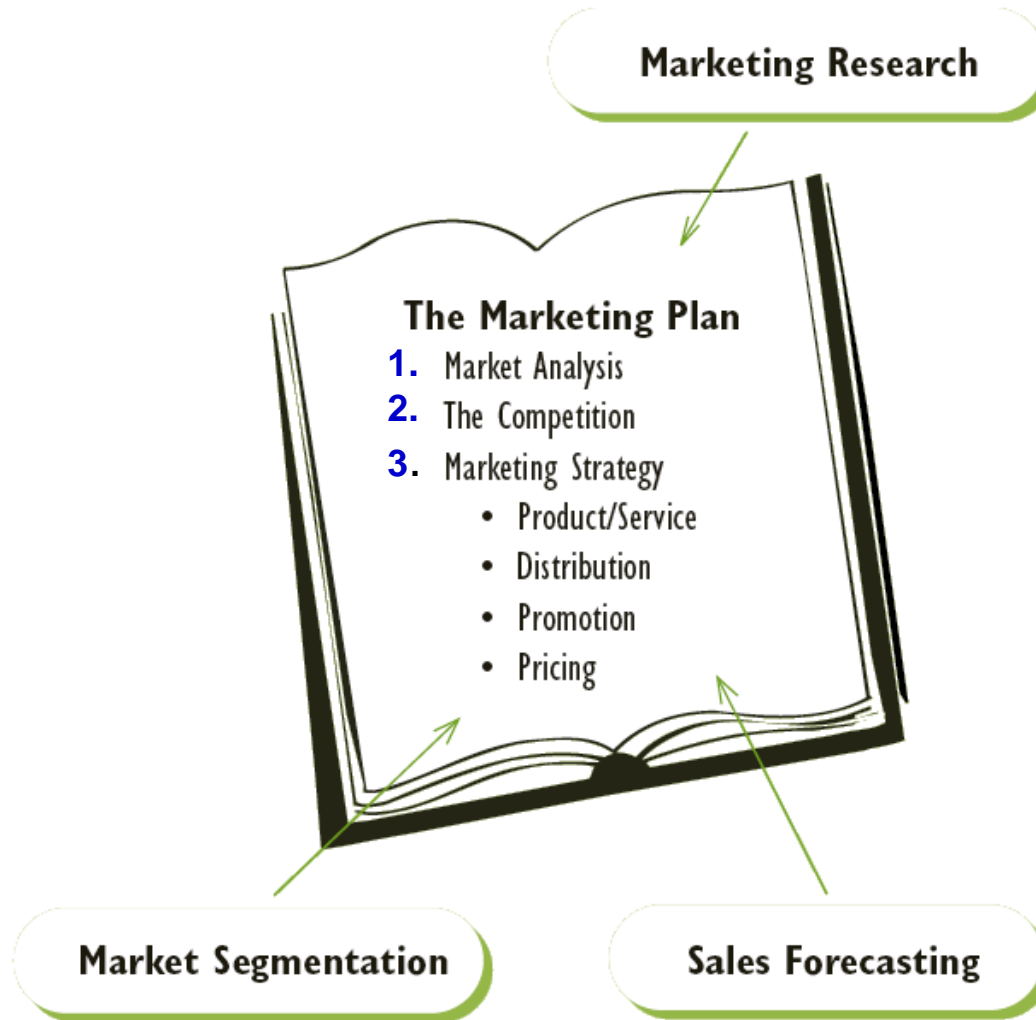 Marketing Research
The Marketing Plan
1. Market Analysis
2. The Competition
3. Marketing Strategy
• Product/Service
• Distribution
• Promotion
• Pricing
Market Segmentation
Sales Forecasting